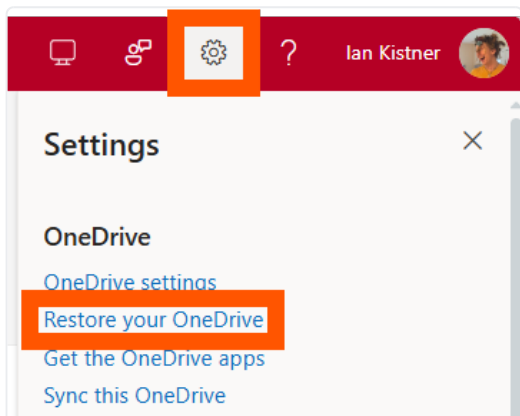 ? Ian Kistner
Settings
OneDrive
OneDrive settings
Restore your OneDrive
Get the OneDrive apps
Sync this OneDrive